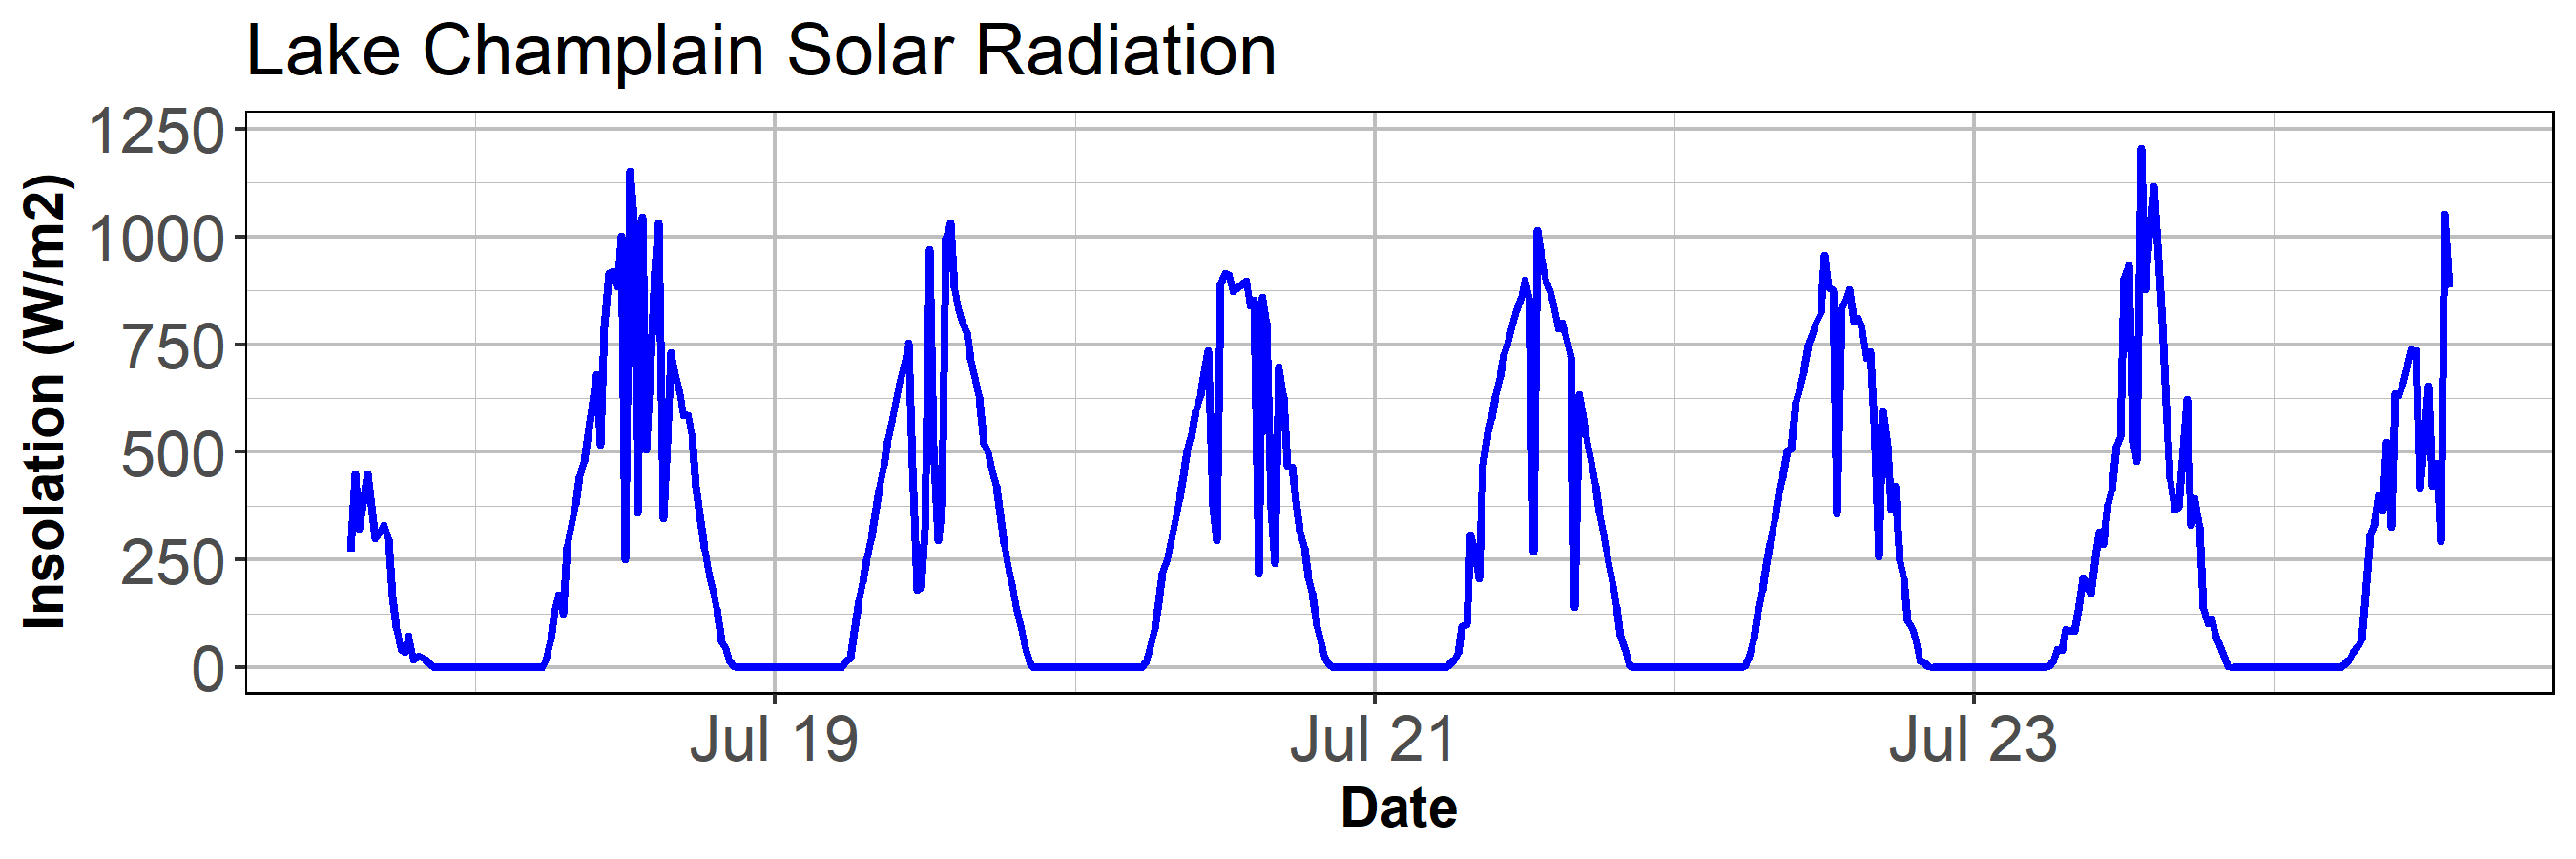 Lake Champlain Solar Radiation
Insolation (W/m2)
1250
1000
750
500
250
0
Jul 19
Jul 21
Jul 23
Date